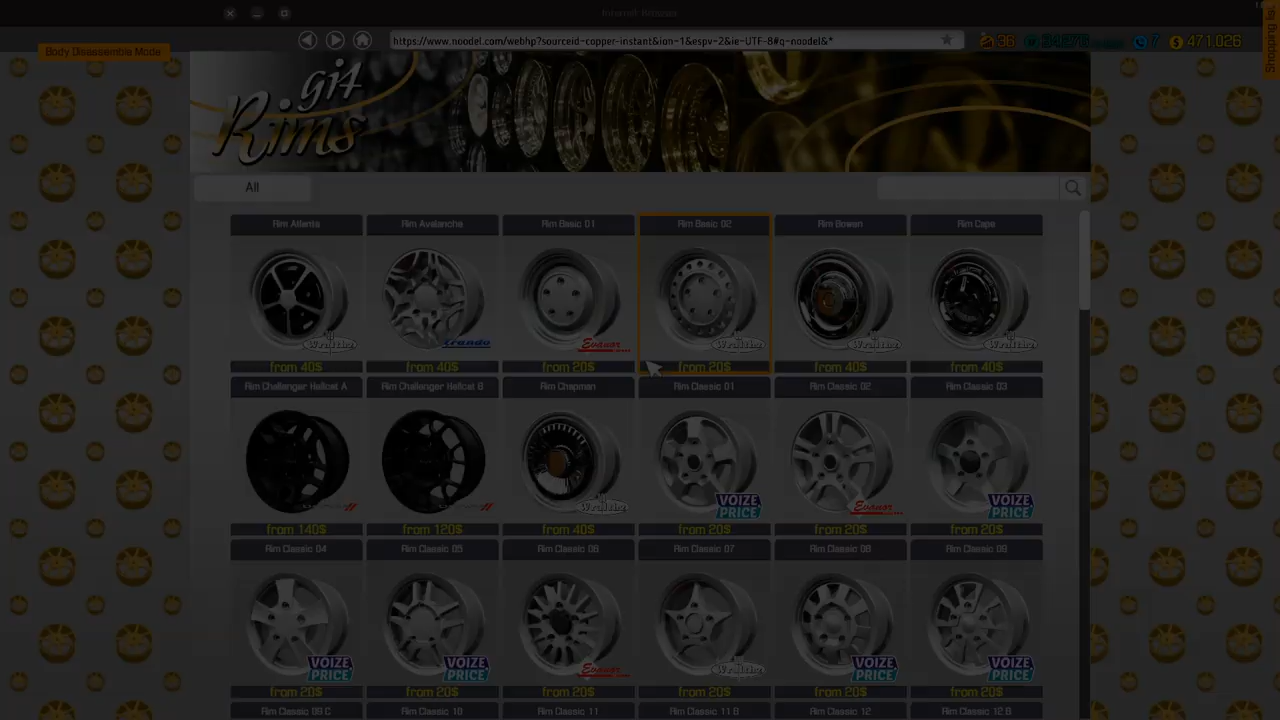 Internet Browser
Body Disassemble Mode
https://www.noodel.com/webhp?sourceid-copper-instant&ion-1&espv-2&ie-UTF-8#q-noodel&*
36
7
471,026
Shopping list
git
Rims
All
Rim Atlanta
Rim Avalanche
Rim Basic 01
Rim Basic 02
Rim Bowen
Rim Cape
from 40$
from 40$
from 20$
from 20$
from 40$
from 40$
Rim Challenger Hellcat A
Rim Challenger Hellcat B
Rim Chapman
Rim Classic 01
Rim Classic 02
Rim Classic 03
VOIZE PRICE
VOIZE PRICE
from 140$
from 120$
from 40$
from 20$
from 20$
from 20$
Rim Classic 04
Rim Classic 05
Rim Classic 06
Rim Classic 07
Rim Classic 08
Rim Classic 09
VOIZE PRICE
VOIZE PRICE
VOIZE PRICE
VOIZE PRICE
from 20$
from 20$
from 20$
from 20$
from 20$
from 20$
Rim Classic 09 C
Rim Classic 10
Rim Classic 11
Rim Classic 11 B
Rim Classic 12
Rim Classic 12 B